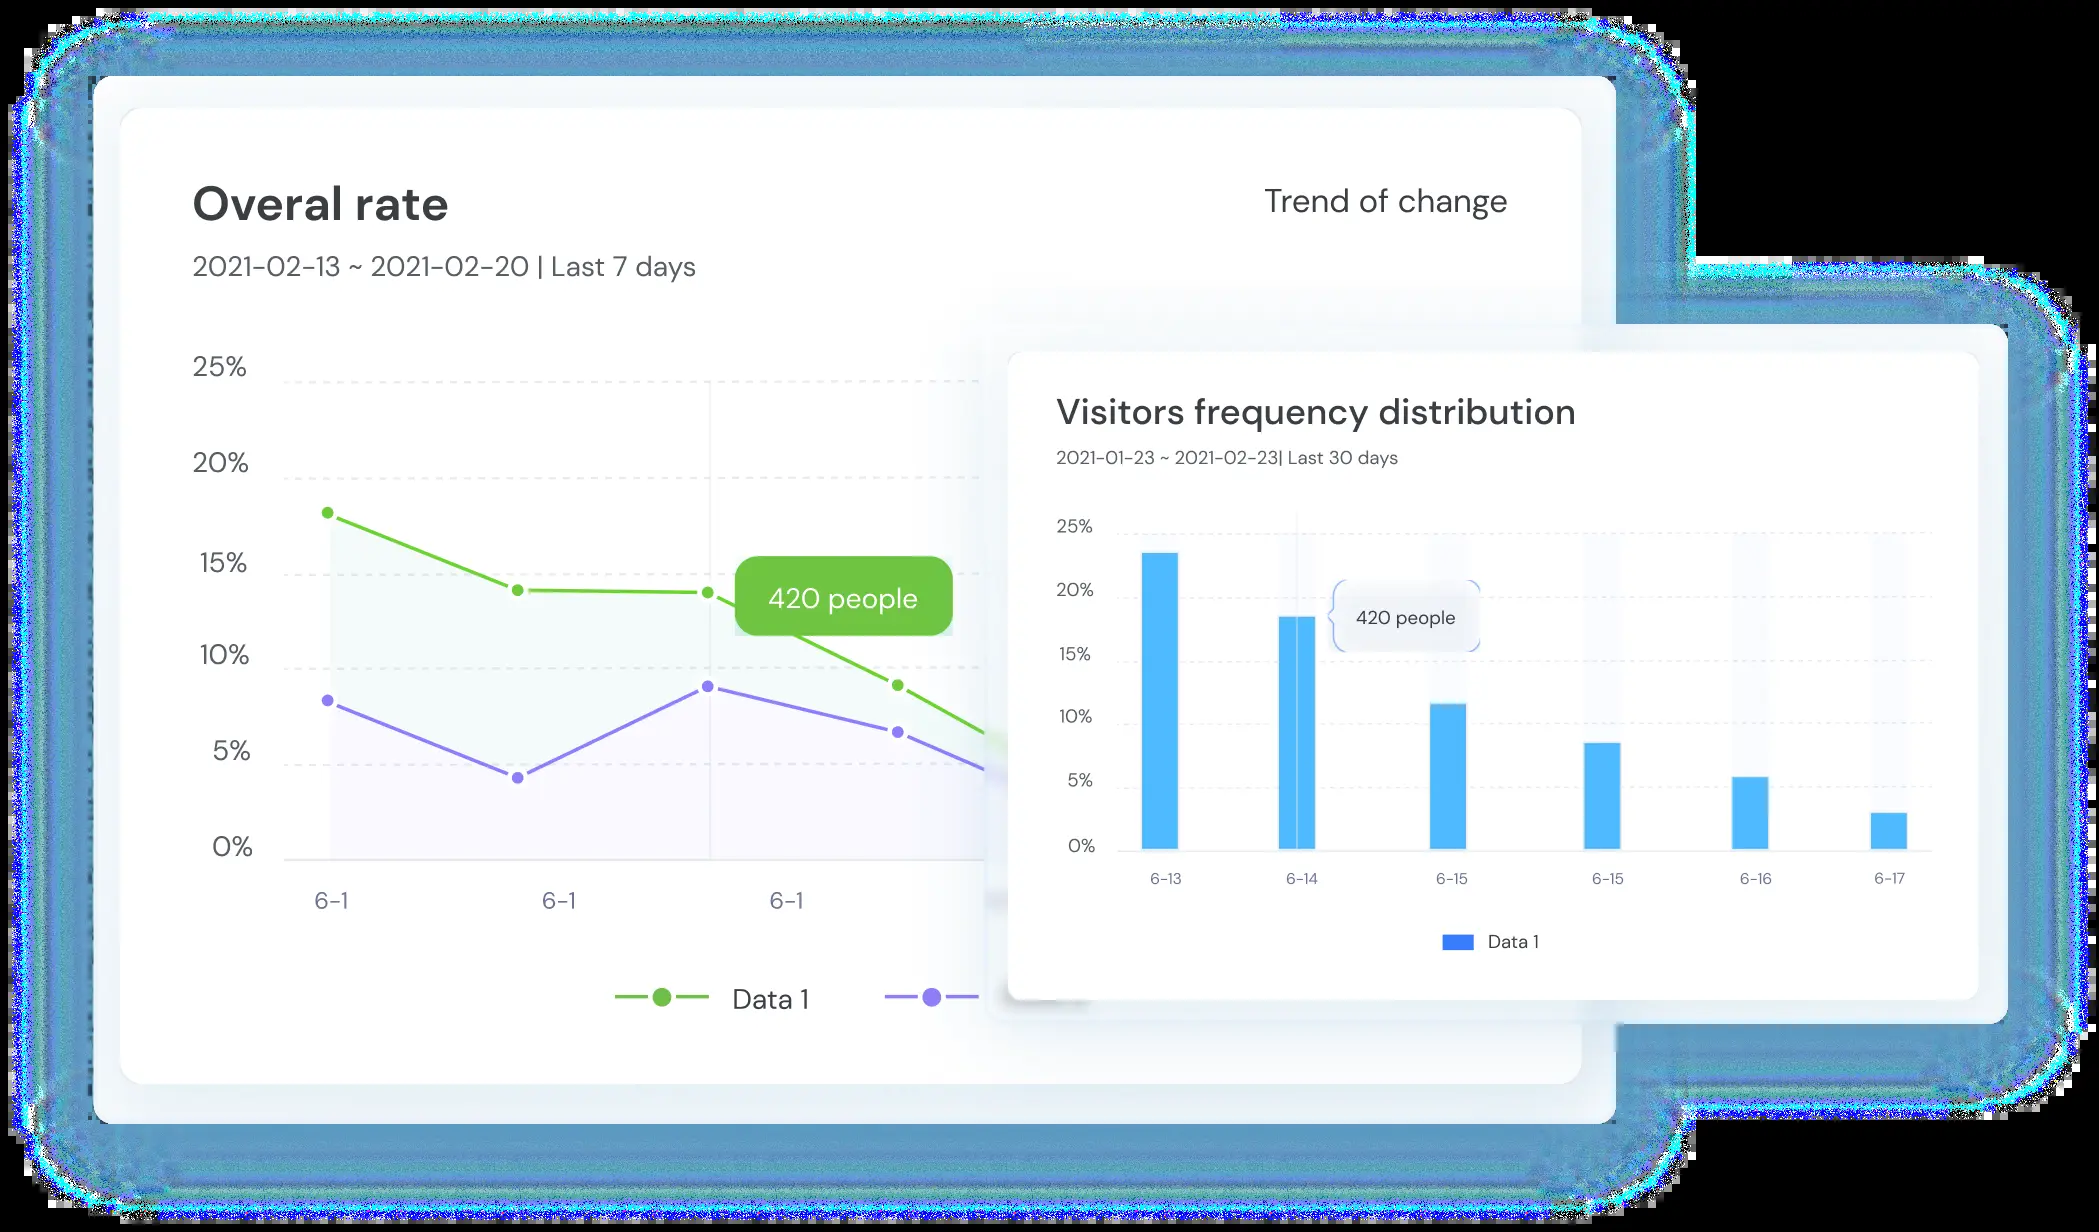 Overal rate
Trend of change
2021-02-13 ~ 2021-02-20 | Last 7 days
25%
20%
15%
10%
5%
0%
420 people
6-1
6-1
6-1
Data 1
Visitors frequency distribution
2021-01-23 ~ 2021-02-23| Last 30 days
25%
20%
15%
10%
5%
0%
420 people
6-13
6-14
6-15
6-15
6-16
6-17
Data 1